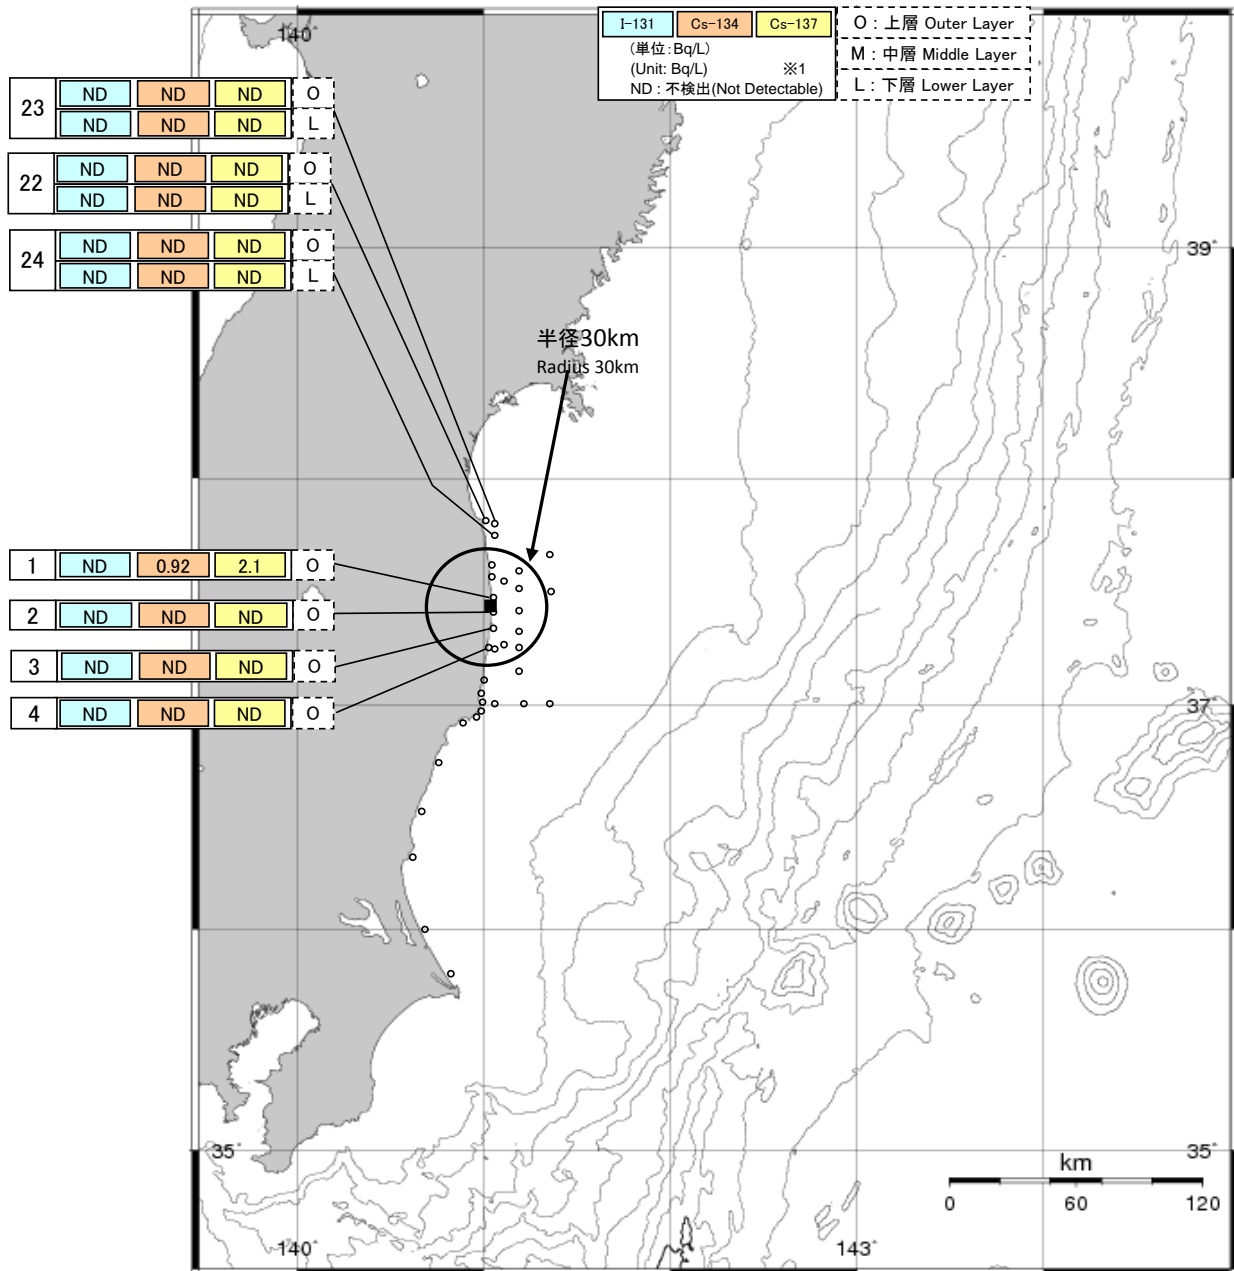 140°
I-131 Cs-134 Cs-137
(単位:Bq/L)
(Unit: Bq/L) ※1
ND : 不検出(Not Detectable)
O : 上層 Outer Layer
M : 中層 Middle Layer
L : 下層 Lower Layer
23
ND ND ND O
ND ND ND L
22
ND ND ND O
ND ND ND L
24
ND ND ND O
ND ND ND L
39°
半径30km
Radius 30km
1 ND 0.92 2.1 O
2 ND ND ND O
3 ND ND ND O
4 ND ND ND O
37°
35°
35°
km
0 60 120
140°
143°